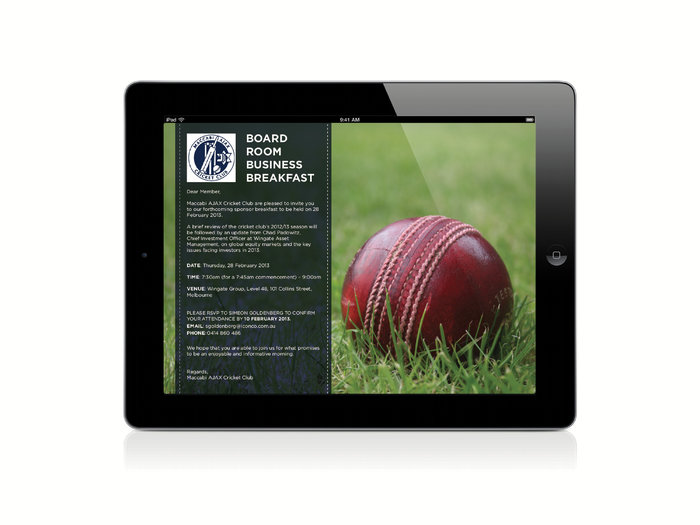 iPad
9:41 AM
MACCABI AJAX
CRICKET CLUB
BOARD
ROOM
BUSINESS
BREAKFAST
Dear Member,
Maccabi AJAX Cricket Club are pleased to invite you
to our forthcoming sponsor breakfast to be held on 28
February 2013.
A brief review of the cricket club's 2012/13 season will
be followed by an update from Chad Padowitz,
Chief Investment Officer at Wingate Asset
Management, on global equity markets and the key
issues facing investors in 2013.
DATE: Thursday, 28 February 2013
TIME: 7:30am (for a 7:45am commencement) – 9:00am
VENUE: Wingate Group, Level 48, 101 Collins Street,
Melbourne
PLEASE RSVP TO SIMEON GOLDENBERG TO CONFIRM
YOUR ATTENDANCE BY 10 FEBRUARY 2013.
EMAIL: sgoldenberg@iconco.com.au
PHONE: 0414 860 486
We hope that you are able to join us for what promises
to be an enjoyable and informative morning.
Regards,
Maccabi AJAX Cricket Club